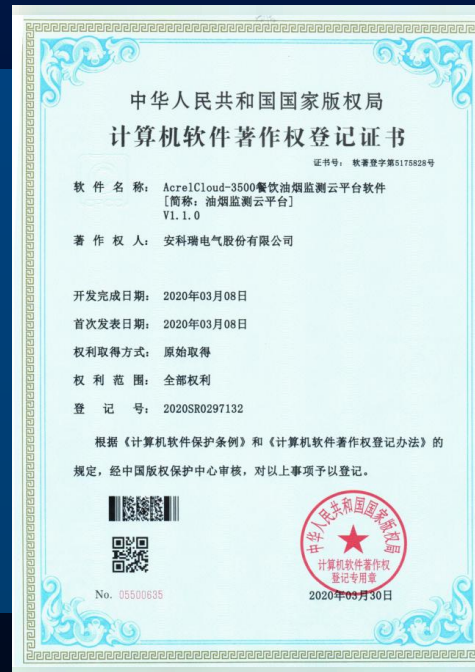 中华人民共和国国家版权局
计算机软件著作权登记证书
证书号： 软著登字第5175828号
软 件 名 称： AcrelCloud-3500餐饮油烟监测云平台软件
[简称：油烟监测云平台]
V1.1.0
著 作 权 人： 安科瑞电气股份有限公司
开发完成日期： 2020年03月08日
首次发表日期： 2020年03月08日
权利取得方式： 原始取得
权 利 范 围： 全部权利
登 记 号： 2020SR0297132
根据《计算机软件保护条例》和《计算机软件著作权登记办法》的
规定，经中国版权保护中心审核，对以上事项予以登记。
中华人民共和国国家版权局
计算机软件著作权
登记专用章
No. 05500635
2020年03月30日